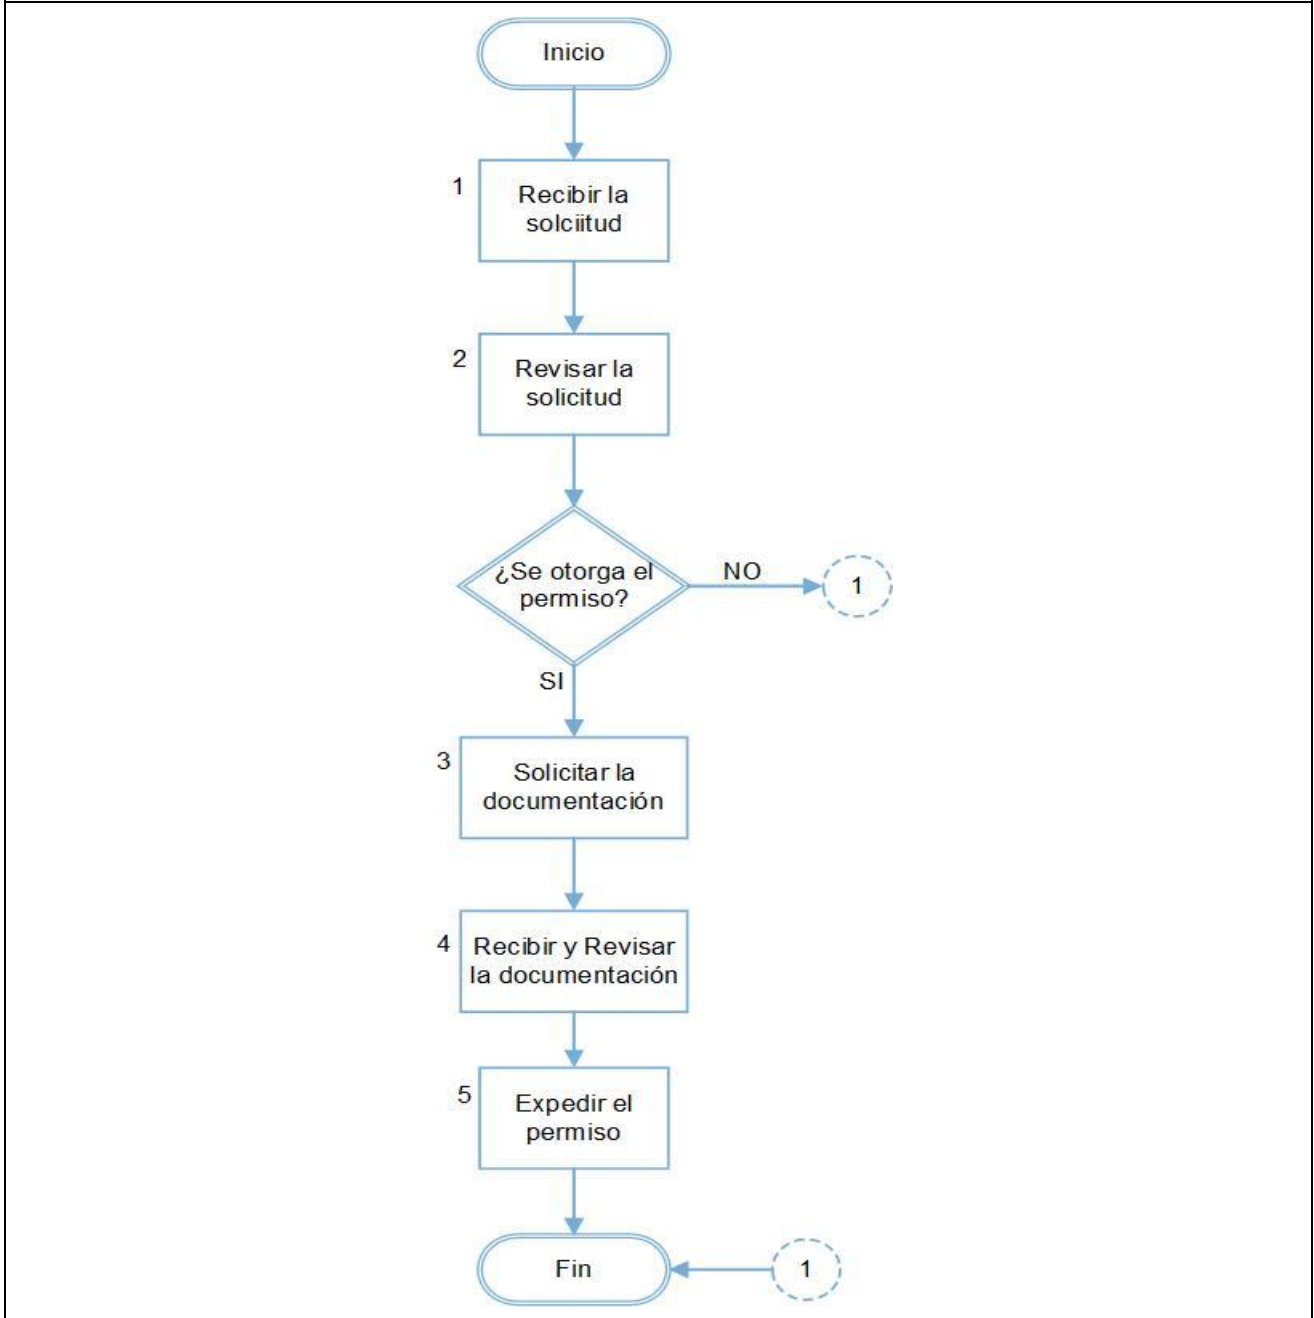 Inicio
1
Recibir la
solciitud
2
Revisar la
solicitud
¿Se otorga el
permiso?
NO
1
SI
3
Solicitar la
documentación
4
Recibir y Revisar
la documentación
5
Expedir el
permiso
Fin
1